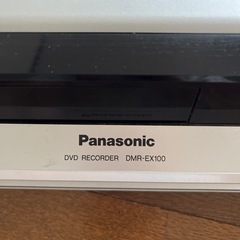 Panasonic
DVD RECORDER DMR-EX100